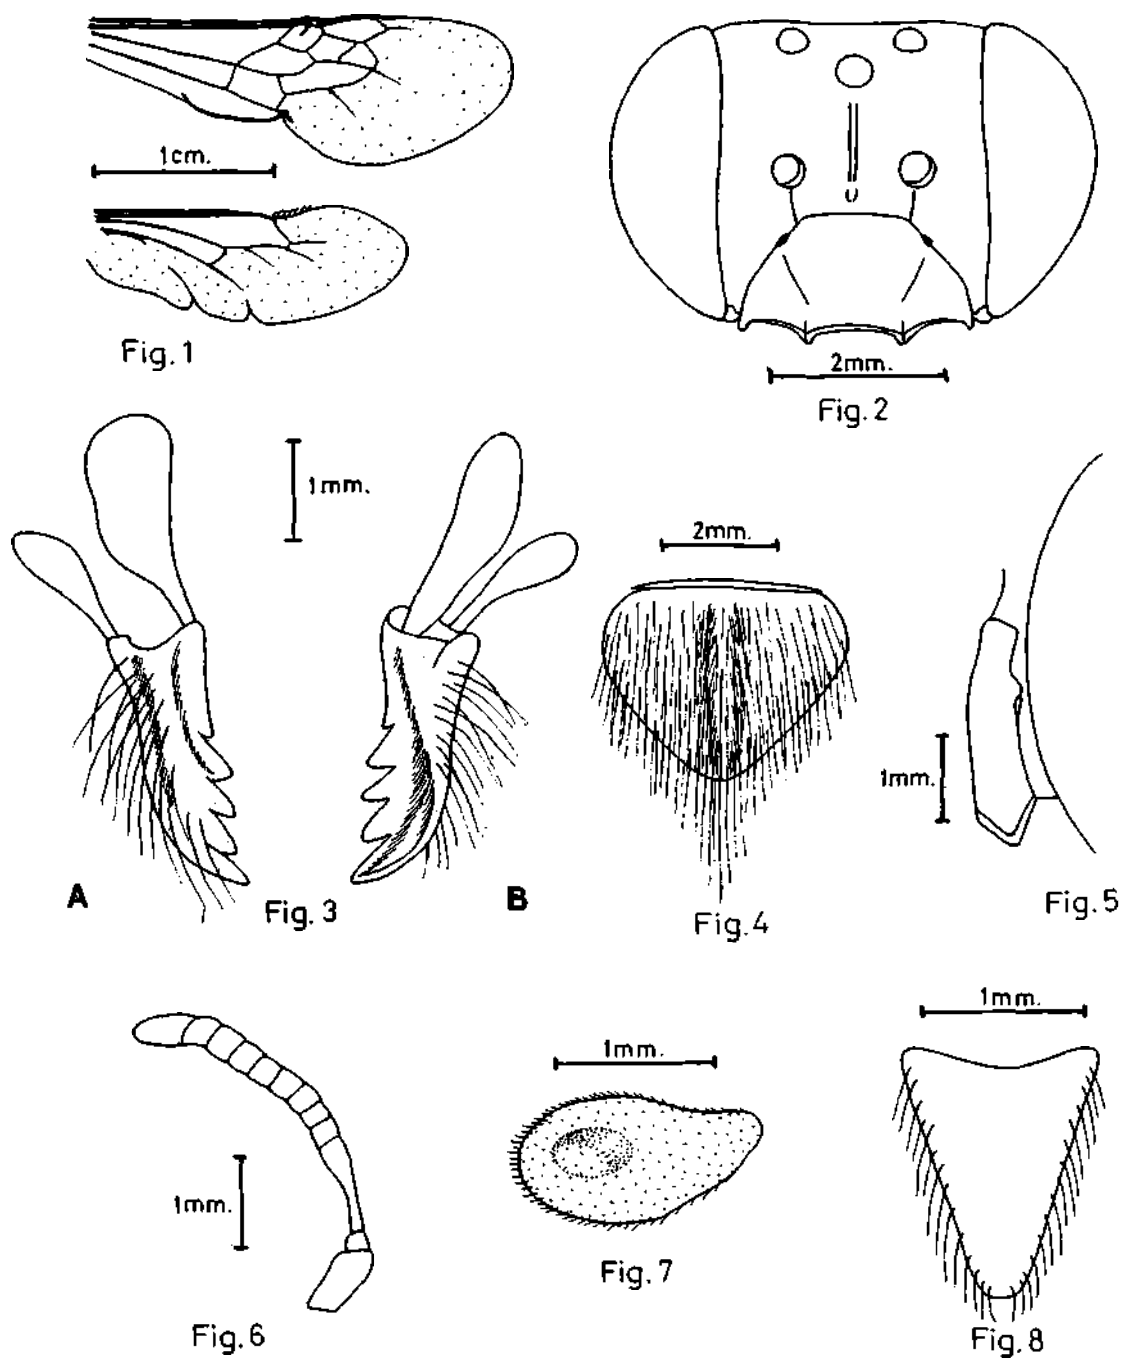 1cm.
Fig. 1
2mm.
Fig. 2
1mm.
A
Fig. 3
B
2mm.
Fig. 4
1mm.
Fig. 5
1mm.
Fig. 6
1mm.
Fig. 7
1mm.
Fig. 8